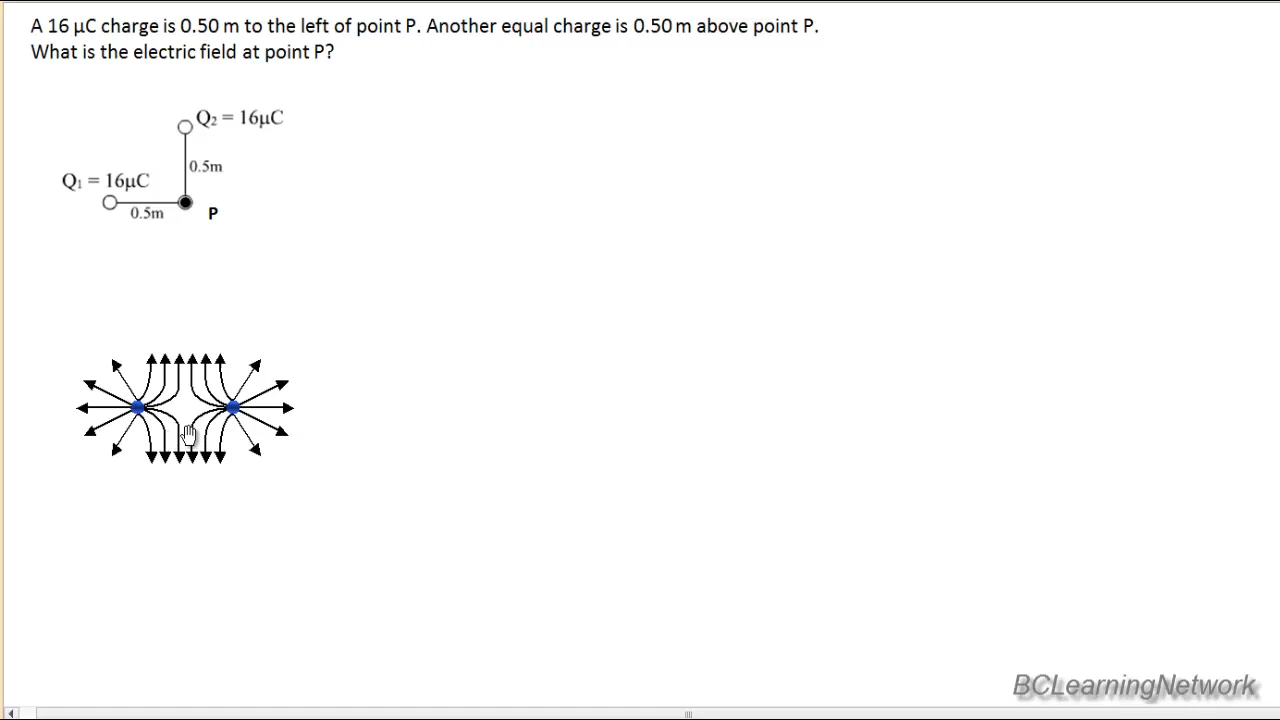 A 16 μC charge is 0.50 m to the left of point P. Another equal charge is 0.50 m above point P.
What is the electric field at point P?
Q₂ = 16μC
0.5m
Q₁ = 16μC
0.5m
P
BCLearningNetwork